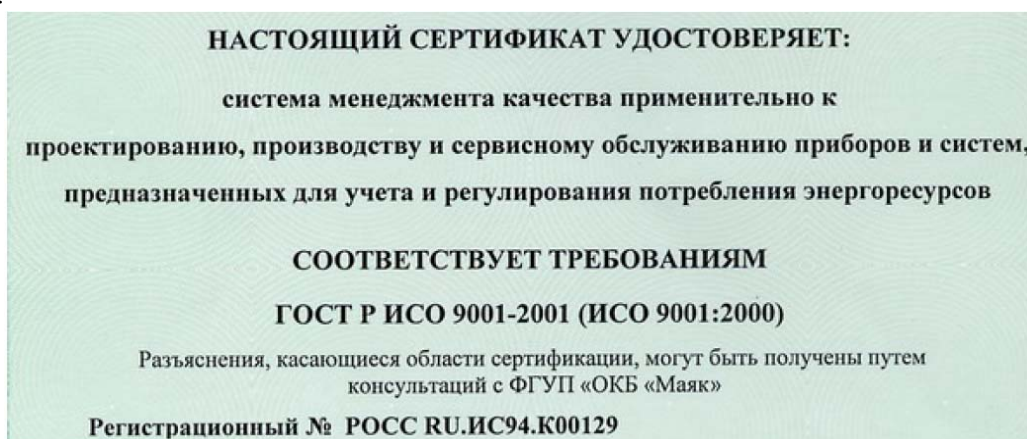 НАСТОЯЩИЙ СЕРТИФИКАТ УДОСТОВЕРЯЕТ:
система менеджмента качества применительно к
проектированию, производству и сервисному обслуживанию приборов и систем,
предназначенных для учета и регулирования потребления энергоресурсов
СООТВЕТСТВУЕТ ТРЕБОВАНИЯМ
ГОСТ Р ИСО 9001-2001 (ИСО 9001:2000)
Разъяснения, касающиеся области сертификации, могут быть получены путем
консультаций с ФГУП «ОКБ «Маяк»
Регистрационный № РОСС RU.ИС94.К00129